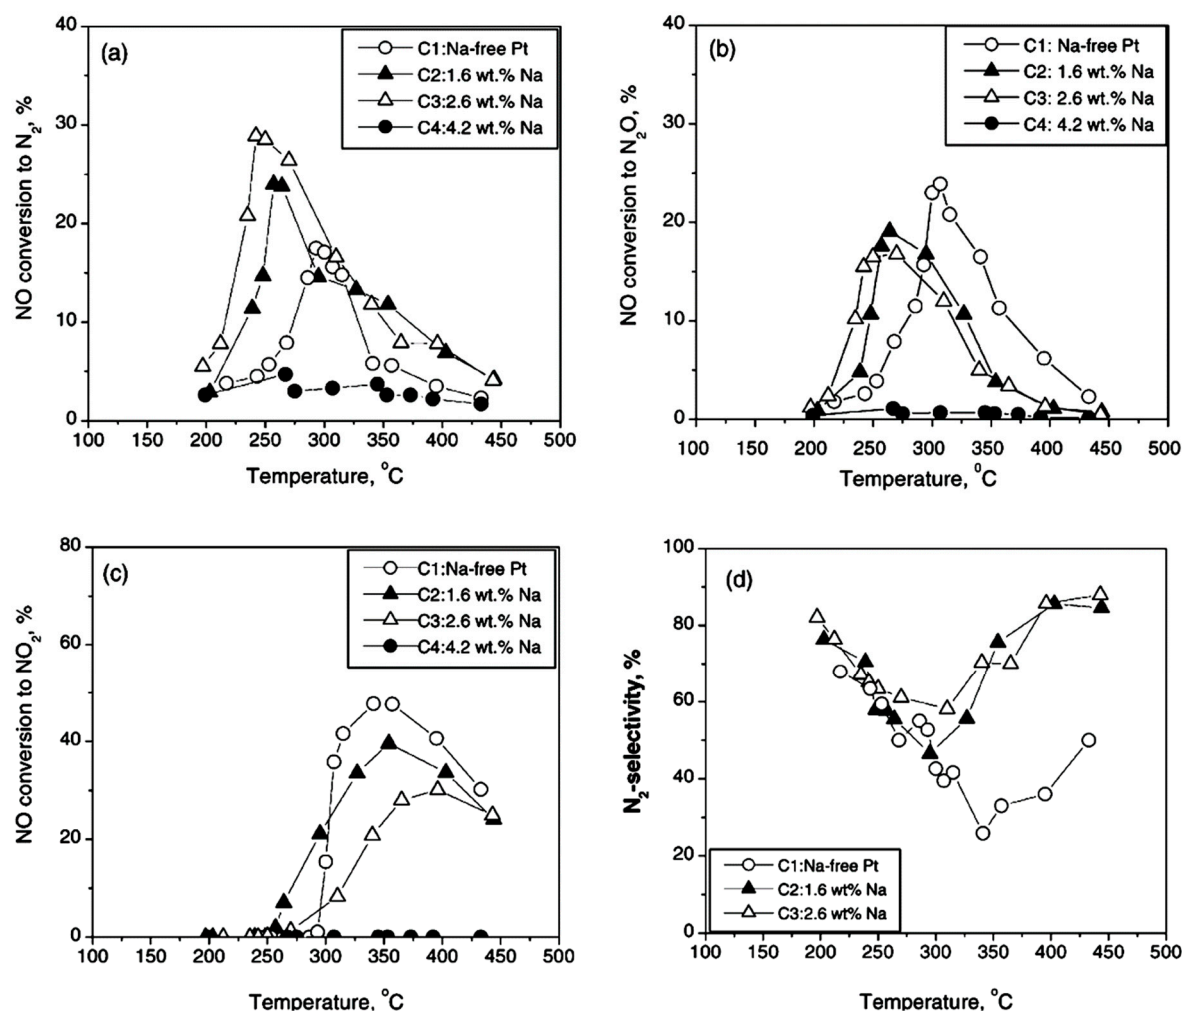 (a)
C1:Na-free Pt
C2:1.6 wt.% Na
C3:2.6 wt.% Na
C4:4.2 wt.% Na
NO conversion to N₂, %
40
30
20
10
0
100 150 200 250 300 350 400 450 500
Temperature, °C
(b)
C1: Na-free Pt
C2: 1.6 wt.% Na
C3: 2.6 wt.% Na
C4: 4.2 wt.% Na
NO conversion to N₂O, %
40
30
20
10
0
100 150 200 250 300 350 400 450 500
Temperature, °C
(c)
C1:Na-free Pt
C2:1.6 wt.% Na
C3:2.6 wt.% Na
C4:4.2 wt.% Na
NO conversion to NO₂, %
80
60
40
20
0
100 150 200 250 300 350 400 450 500
Temperature, °C
(d)
N₂-selectivity, %
100
80
60
40
20
0
C1:Na-free Pt
C2:1.6 wt% Na
C3:2.6 wt% Na
100 150 200 250 300 350 400 450 500
Temperature, °C